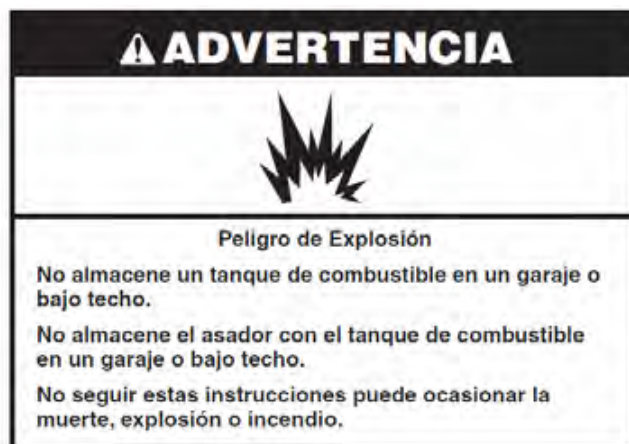 ADVERTENCIA
Peligro de Explosión
No almacene un tanque de combustible en un garaje o
bajo techo.
No almacene el asador con el tanque de combustible
en un garaje o bajo techo.
No seguir estas instrucciones puede ocasionar la
muerte, explosión o incendio.